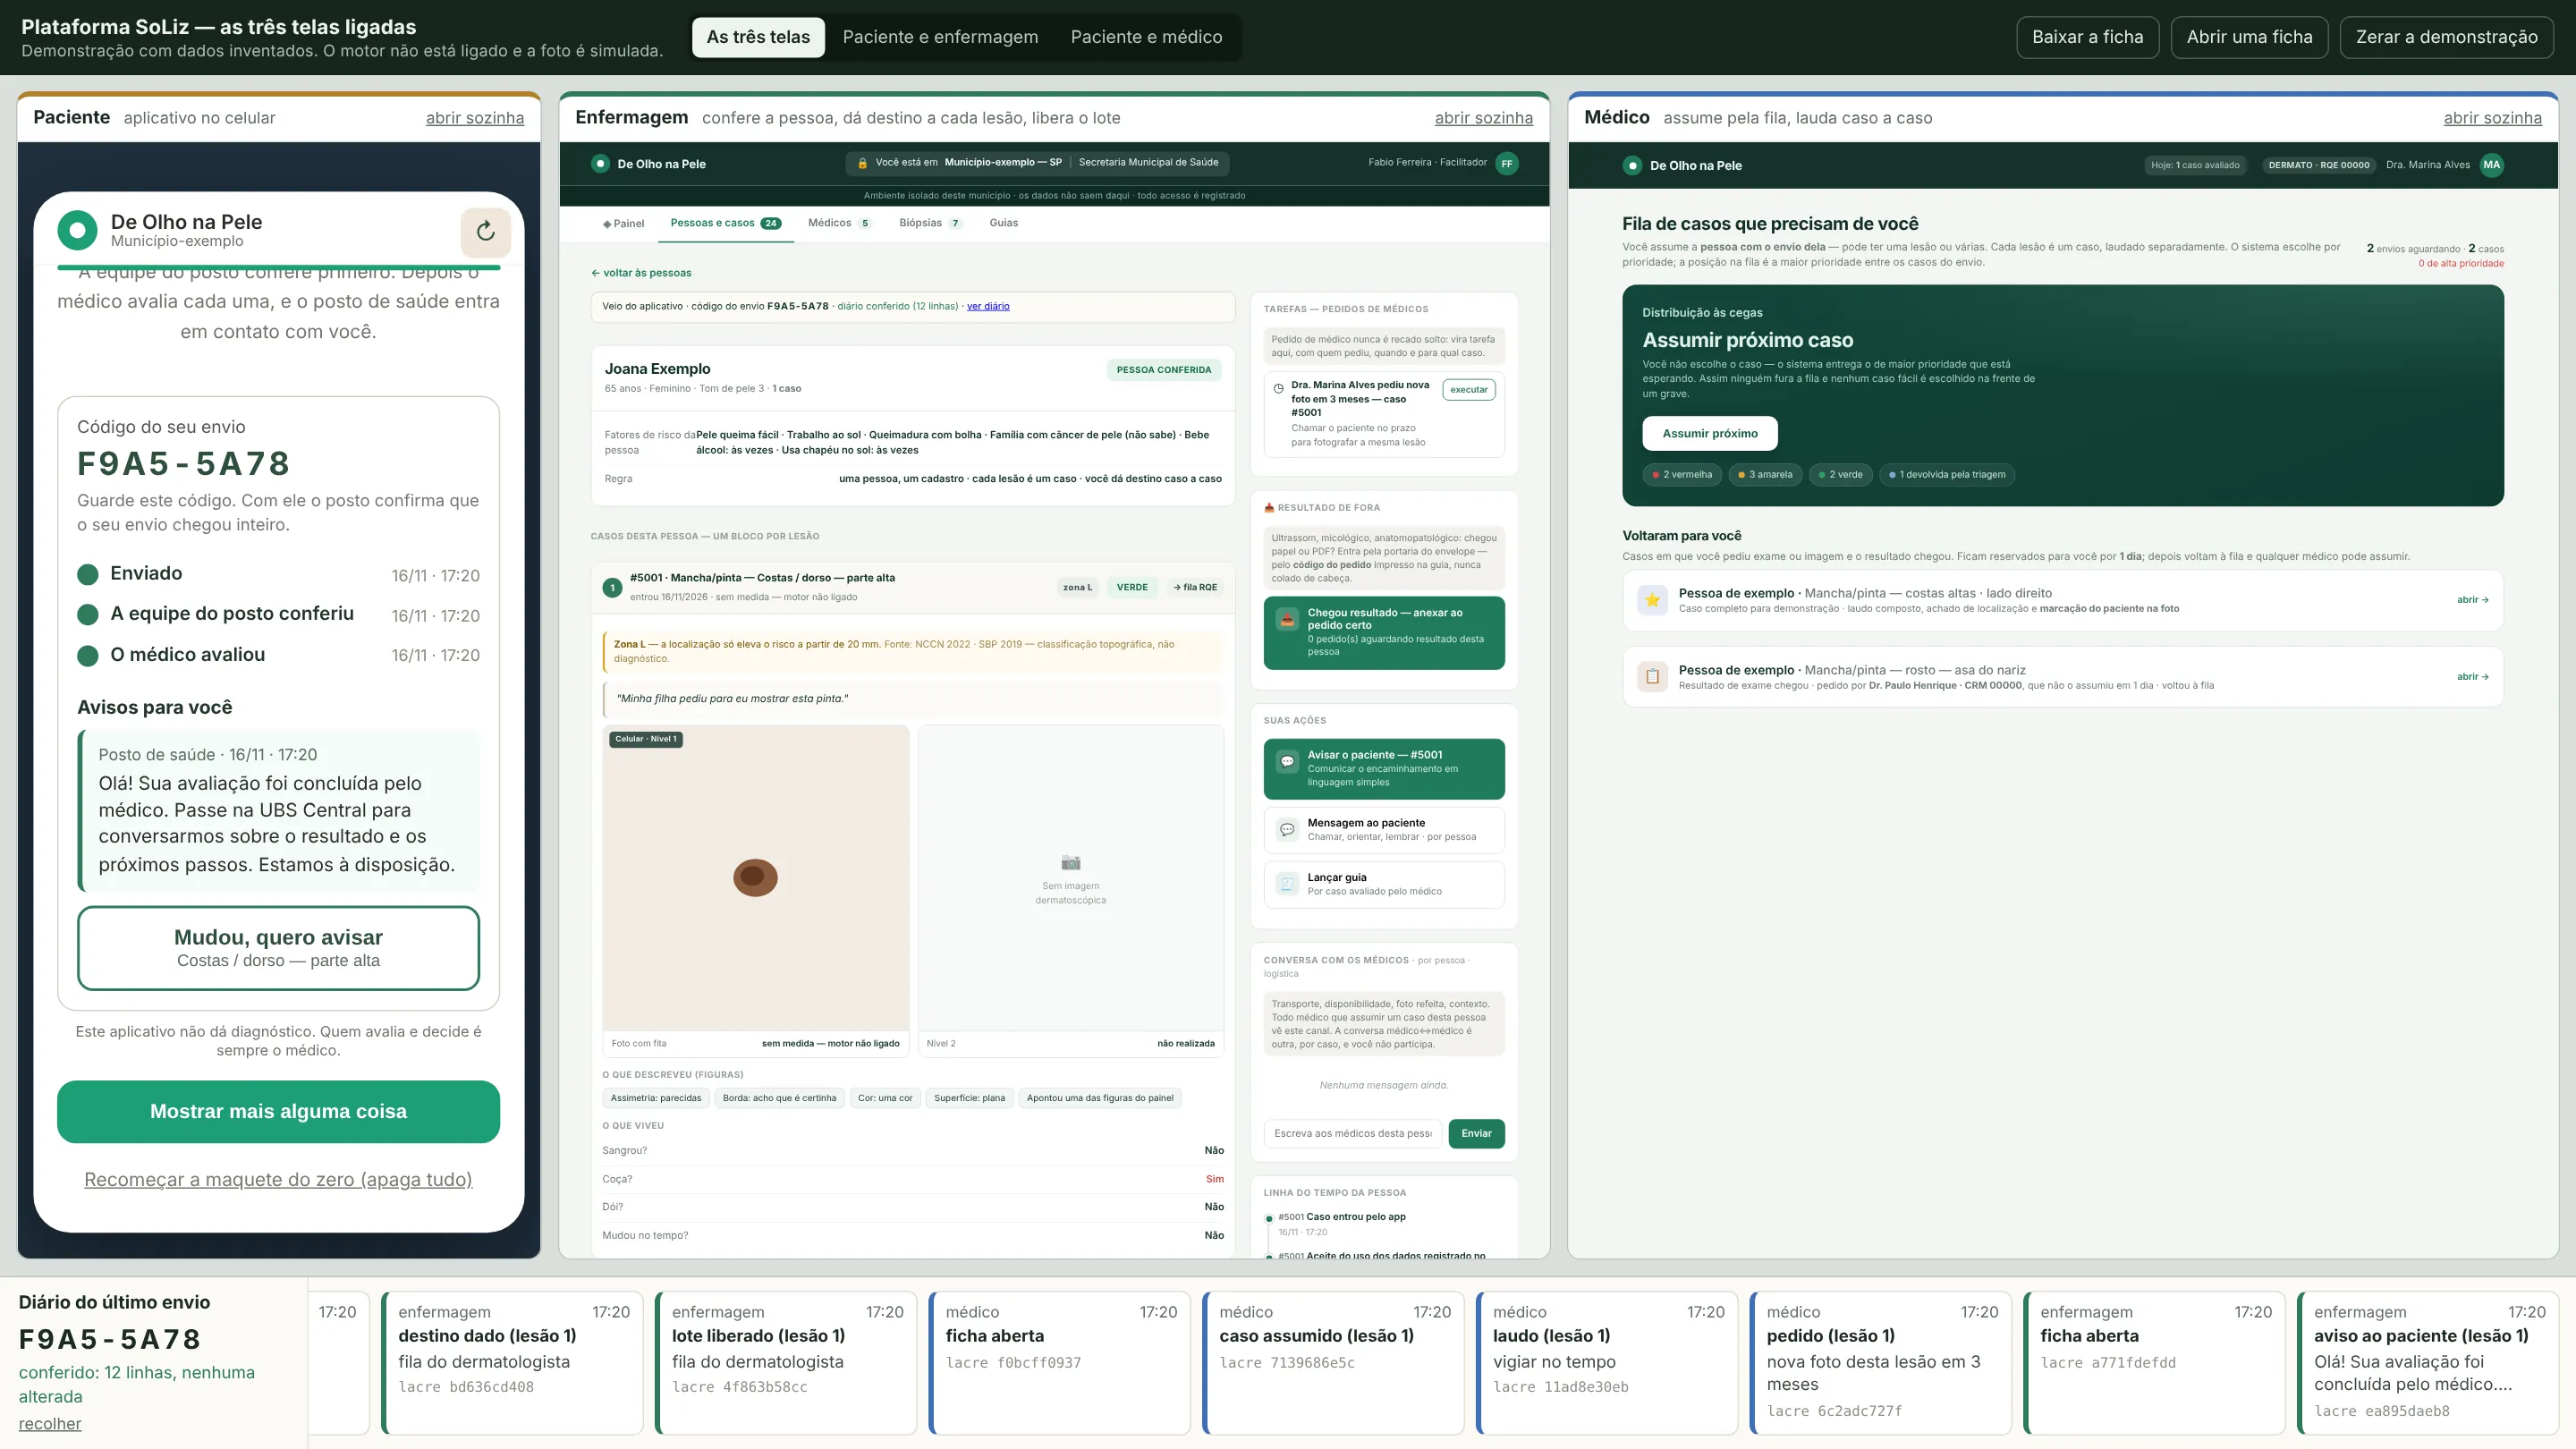 Plataforma SoLiz — as três telas ligadas
Demonstração com dados inventados. O motor não está ligado e a foto é simulada.
As três telas
Paciente e enfermagem
Paciente e médico
Baixar a ficha
Abrir uma ficha
Zerar a demonstração
Paciente aplicativo no celular
abrir sozinha
De Olho na Pele
Município-exemplo
A equipe do posto confere primeiro. Depois o
médico avalia cada uma, e o posto de saúde entra
em contato com você.
Código do seu envio
F9A5-5A78
Guarde este código. Com ele o posto confirma que
o seu envio chegou inteiro.
Enviado 16/11 · 17:20
A equipe do posto conferiu 16/11 · 17:20
O médico avaliou 16/11 · 17:20
Avisos para você
Posto de saúde · 16/11 · 17:20
Olá! Sua avaliação foi concluída pelo
médico. Passe na UBS Central para
conversarmos sobre o resultado e os
próximos passos. Estamos à disposição.
Mudou, quero avisar
Costas / dorso — parte alta
Este aplicativo não dá diagnóstico. Quem avalia e decide é
sempre o médico.
Mostrar mais alguma coisa
Recomeçar a maquete do zero (apaga tudo)
Enfermagem confere a pessoa, dá destino a cada lesão, libera o lote
abrir sozinha
De Olho na Pele
Você está em Município-exemplo — SP | Secretaria Municipal de Saúde
Fabio Ferreira · Facilitador FF
Ambiente isolado deste município · os dados não saem daqui · todo acesso é registrado
◆ Painel
Pessoas e casos 24
Médicos 5
Biópsias 7
Guias
← voltar às pessoas
Veio do aplicativo · código do envio F9A5-5A78 · diário conferido (12 linhas) · ver diário
Joana Exemplo
65 anos · Feminino · Tom de pele 3 · 1 caso
PESSOA CONFERIDA
Fatores de risco da pessoa
Pele queima fácil · Trabalho ao sol · Queimadura com bolha · Família com câncer de pele (não sabe) · Bebe
álcool: às vezes · Usa chapéu no sol: às vezes
Regra
uma pessoa, um cadastro · cada lesão é um caso · você dá destino caso a caso
CASOS DESTA PESSOA — UM BLOCO POR LESÃO
1
#5001 · Mancha/pinta — Costas / dorso — parte alta
entrou 16/11/2026 · sem medida — motor não ligado
zona L
VERDE
→ fila RQE
Zona L — a localização só eleva o risco a partir de 20 mm. Fonte: NCCN 2022 · SBP 2019 — classificação topográfica, não
diagnóstico.
"Minha filha pediu para eu mostrar esta pinta."
Celular · Nível 1
Sem imagem
dermatoscópica
Foto com fita sem medida — motor não ligado
Nível 2 não realizada
O QUE DESCREVEU (FIGURAS)
Assimetria: parecidas
Borda: acho que é certinha
Cor: uma cor
Superfície: plana
Apontou uma das figuras do painel
O QUE VIVEU
Sangrou? Não
Coça? Sim
Dói? Não
Mudou no tempo? Não
TAREFAS — PEDIDOS DE MÉDICOS
Pedido de médico nunca é recado solto: vira tarefa
aqui, com quem pediu, quando e para qual caso.
Dra. Marina Alves pediu nova
foto em 3 meses — caso
#5001
Chamar o paciente no prazo
para fotografar a mesma lesão
executar
RESULTADO DE FORA
Ultrassom, micológico, anatomopatológico: chegou
papel ou PDF? Entra pela portaria do envelope —
pelo código do pedido impresso na guia, nunca
colado de cabeça.
Chegou resultado — anexar ao
pedido certo
0 pedido(s) aguardando resultado desta
pessoa
SUAS AÇÕES
Avisar o paciente — #5001
Comunicar o encaminhamento em
linguagem simples
Mensagem ao paciente
Chamar, orientar, lembrar · por pessoa
Lançar guia
Por caso avaliado pelo médico
CONVERSA COM OS MÉDICOS · por pessoa ·
logística
Transporte, disponibilidade, foto refeita, contexto.
Todo médico que assumir um caso desta pessoa
vê este canal. A conversa médico↔médico é
outra, por caso, e você não participa.
Nenhuma mensagem ainda.
Escreva aos médicos desta pess
Enviar
LINHA DO TEMPO DA PESSOA
#5001 Caso entrou pelo app
16/11 · 17:20
#5001 Aceite do uso dos dados registrado no
Médico assume pela fila, lauda caso a caso
abrir sozinha
De Olho na Pele
Hoje: 1 caso avaliado
DERMATO · RQE 00000
Dra. Marina Alves MA
Fila de casos que precisam de você
Você assume a pessoa com o envio dela — pode ter uma lesão ou várias. Cada lesão é um caso, laudado separadamente. O sistema escolhe por
prioridade; a posição na fila é a maior prioridade entre os casos do envio.
2 envios aguardando · 2 casos
0 de alta prioridade
Distribuição às cegas
Assumir próximo caso
Você não escolhe o caso — o sistema entrega o de maior prioridade que está
esperando. Assim ninguém fura a fila e nenhum caso fácil é escolhido na frente de
um grave.
Assumir próximo
2 vermelha
3 amarela
2 verde
1 devolvida pela triagem
Voltaram para você
Casos em que você pediu exame ou imagem e o resultado chegou. Ficam reservados para você por 1 dia; depois voltam à fila e qualquer médico pode assumir.
Pessoa de exemplo · Mancha/pinta — costas altas · lado direito
Caso completo para demonstração · laudo composto, achado de localização e marcação do paciente na foto
abrir →
Pessoa de exemplo · Mancha/pinta — rosto — asa do nariz
Resultado de exame chegou · pedido por Dr. Paulo Henrique · CRM 00000, que não o assumiu em 1 dia · voltou à fila
abrir →
Diário do último envio
F9A5-5A78
conferido: 12 linhas, nenhuma
alterada
recolher
17:20
enfermagem 17:20
destino dado (lesão 1)
fila do dermatologista
lacre bd636cd408
enfermagem 17:20
lote liberado (lesão 1)
fila do dermatologista
lacre 4f863b58cc
médico 17:20
ficha aberta
lacre f0bcff0937
médico 17:20
caso assumido (lesão 1)
lacre 7139686e5c
médico 17:20
laudo (lesão 1)
vigiar no tempo
lacre 11ad8e30eb
médico 17:20
pedido (lesão 1)
nova foto desta lesão em 3
meses
lacre 6c2adc727f
enfermagem 17:20
ficha aberta
lacre a771fdefdd
enfermagem 17:20
aviso ao paciente (lesão 1)
Olá! Sua avaliação foi
concluída pelo médico....
lacre ea895daeb8